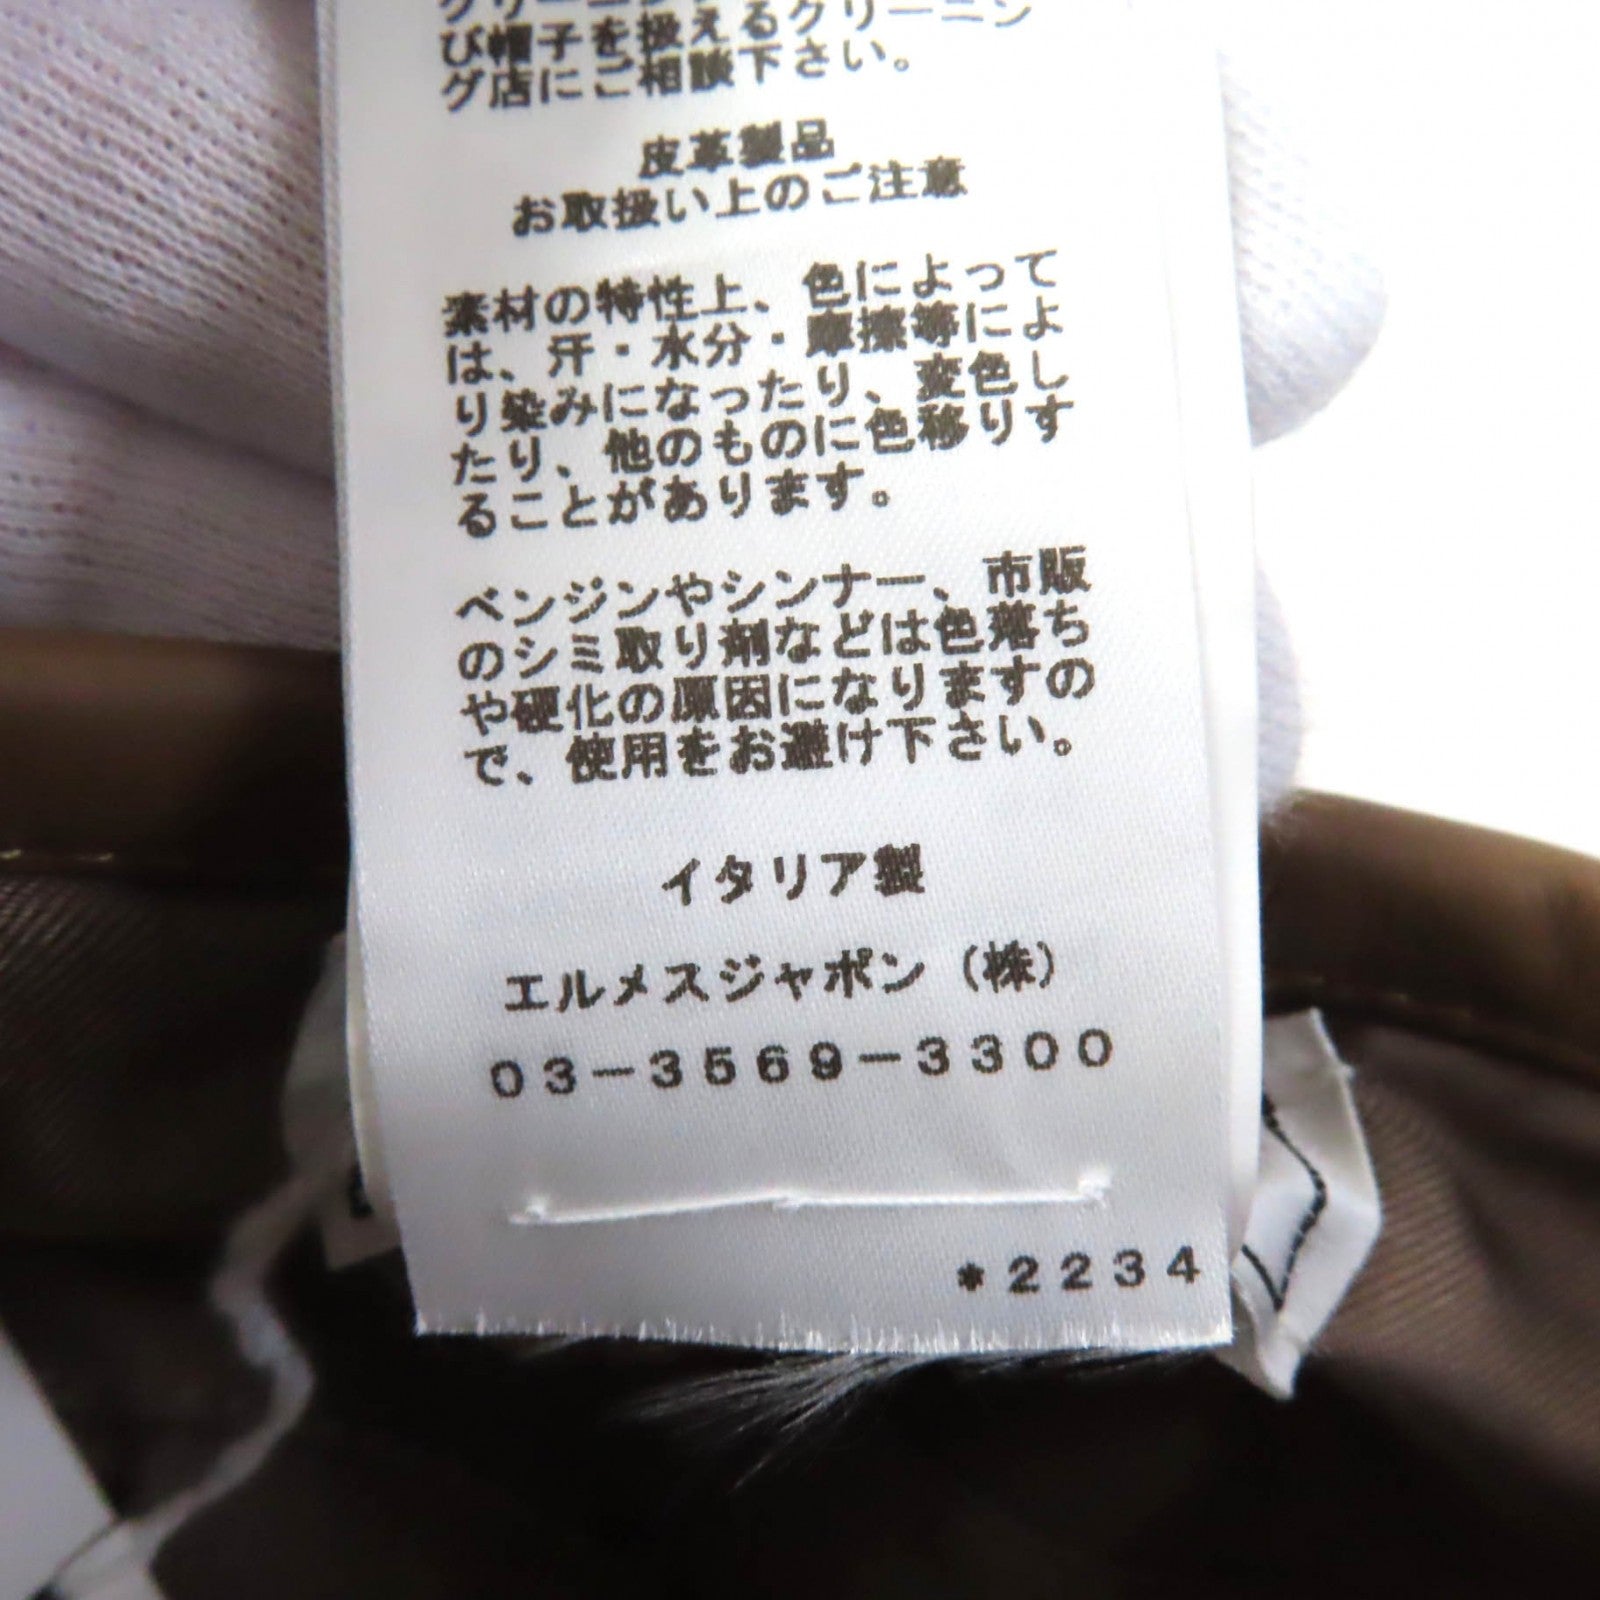 び帽子を扱えるクリーニン
グ店にご相談下さい。
皮革製品
お取扱い上のご注意
素材の特性上、色によって
は、汗・水分・摩擦等によ
り染みになったり、変色し
たり、他のものに色移りす
ることがあります。
ベンジンやシンナー、市販
のシミ取り剤などは色落ち
や硬化の原因になりますの
で、使用をお避け下さい。
イタリア製
エルメスジャポン（株）
03-3569-3300
*2234